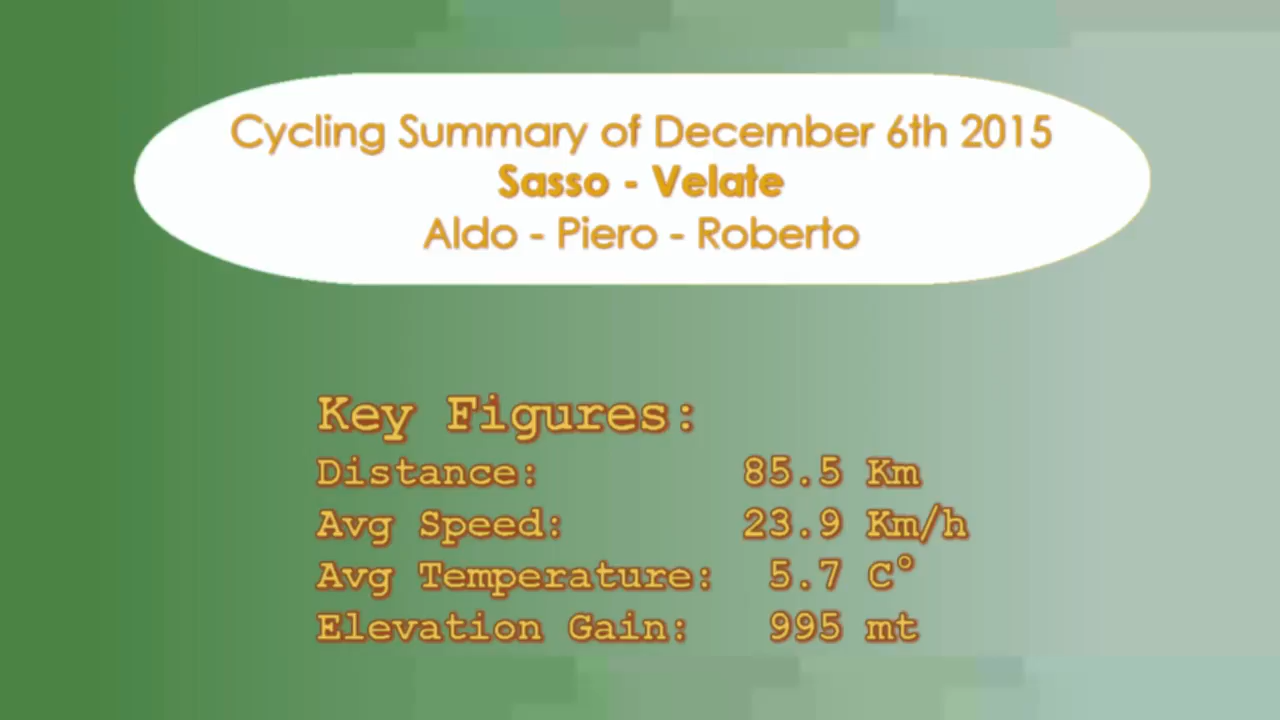 Cycling Summary of December 6th 2015
Sasso - Velate
Aldo - Piero - Roberto
Key Figures:
Distance: 85.5 Km
Avg Speed: 23.9 Km/h
Avg Temperature: 5.7 C°
Elevation Gain: 995 mt